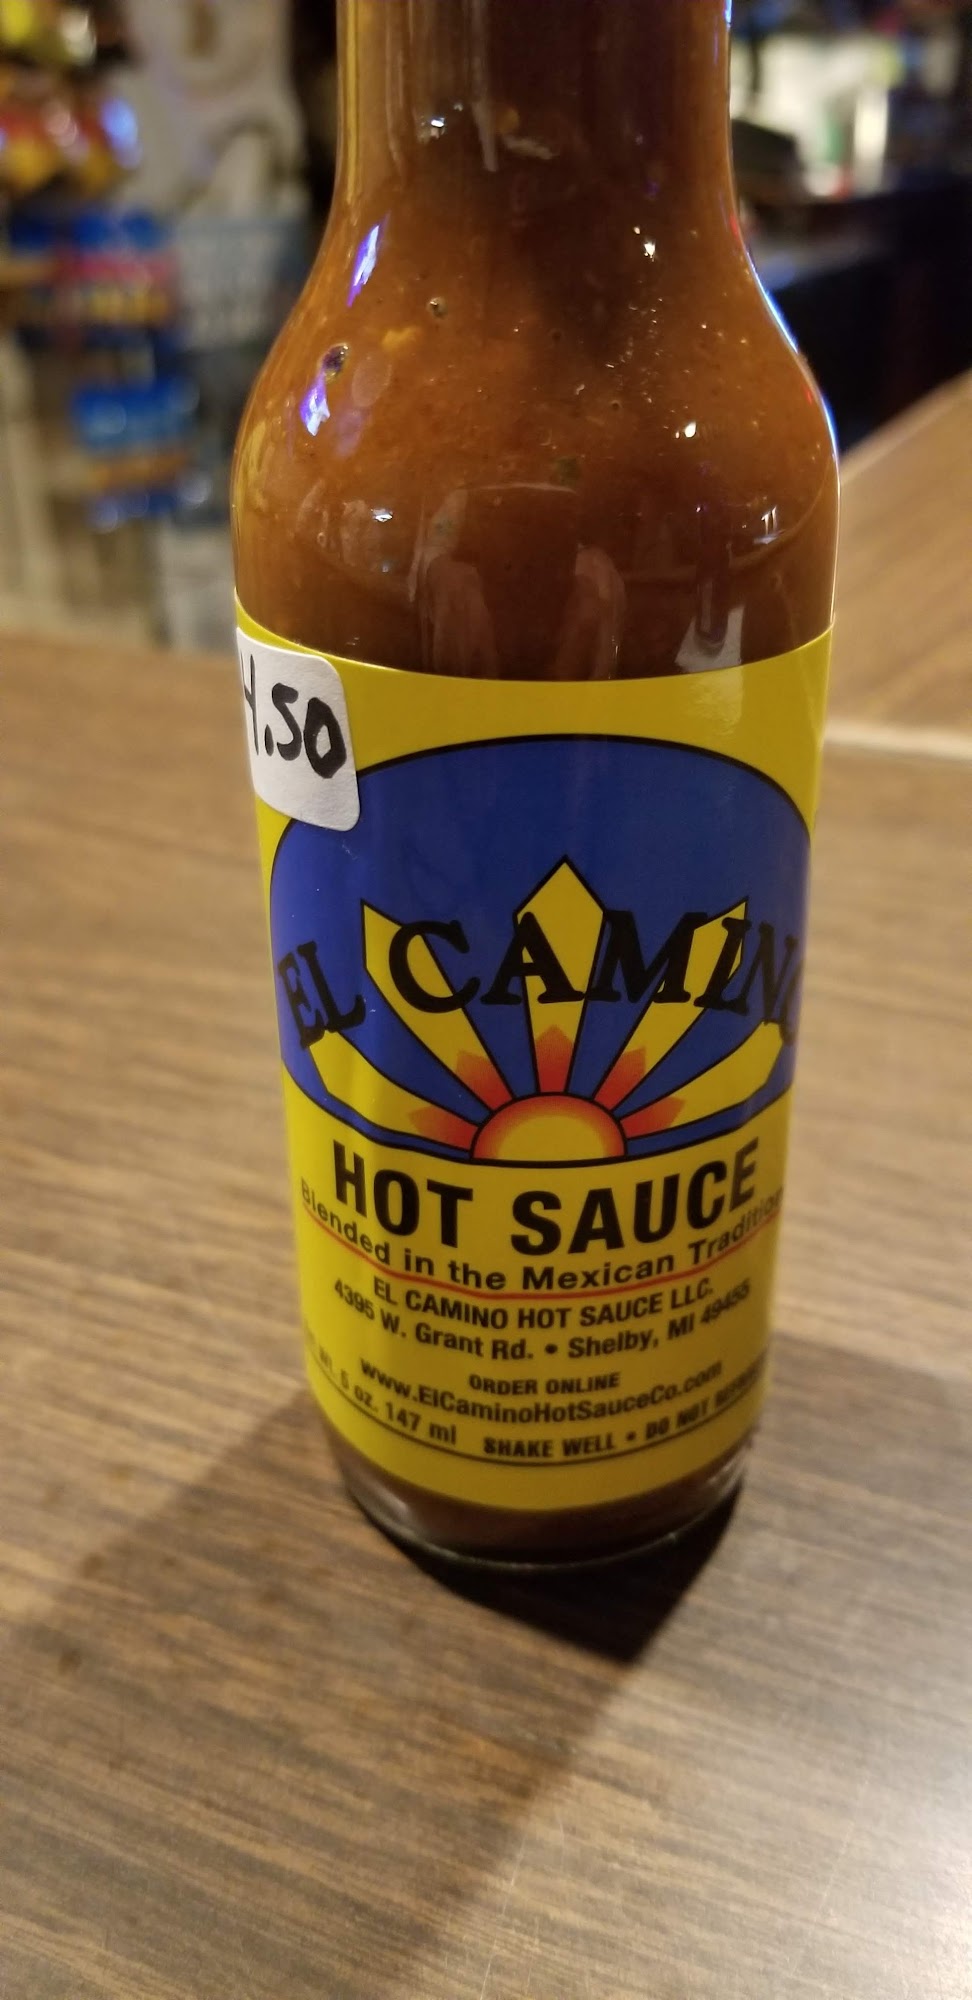 4.50
EL CAMINO
HOT SAUCE
Blended in the Mexican Tradition
EL CAMINO HOT SAUCE LLC.
4395 W. Grant Rd. • Shelby, MI 49455
ORDER ONLINE
www.ElCaminoHotSauceCo.com
5 oz. 147 ml SHAKE WELL • DO NOT